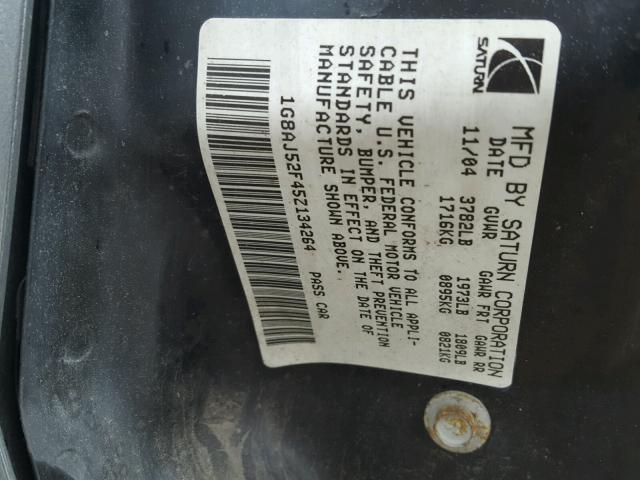 SATURN
MFD BY SATURN CORPORATION
DATE GVWR GAWR FRT GAWR RR
11/04 3782LB 1973LB 1809LB
1716KG 0895KG 0821KG
THIS VEHICLE CONFORMS TO ALL APPLI-
CABLE U.S. FEDERAL MOTOR VEHICLE
SAFETY, BUMPER, AND THEFT PREVENTION
STANDARDS IN EFFECT ON THE DATE OF
MANUFACTURE SHOWN ABOVE.
1G8AJ52F45Z134264 PASS CAR